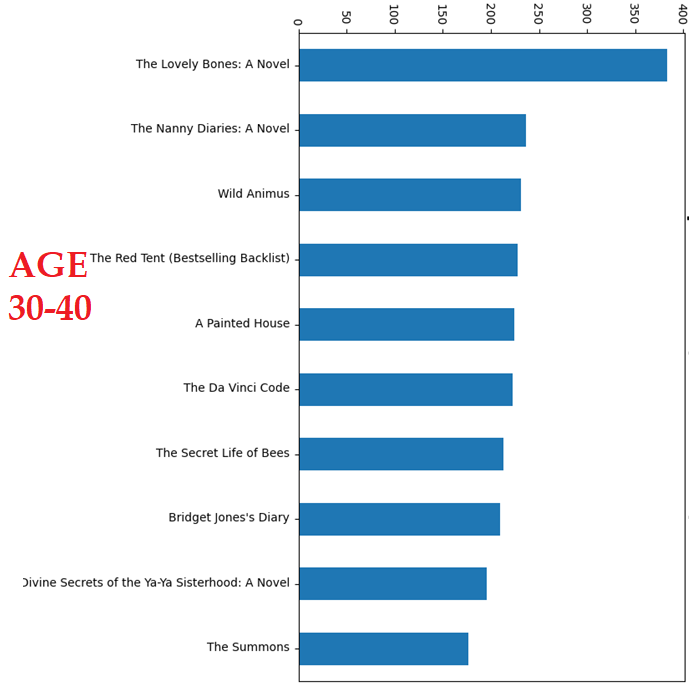 0 50 100 150 200 250 300 350 400
The Lovely Bones: A Novel
The Nanny Diaries: A Novel
Wild Animus
AGE The Red Tent (Bestselling Backlist)
30-40
A Painted House
The Da Vinci Code
The Secret Life of Bees
Bridget Jones's Diary
Divine Secrets of the Ya-Ya Sisterhood: A Novel
The Summons